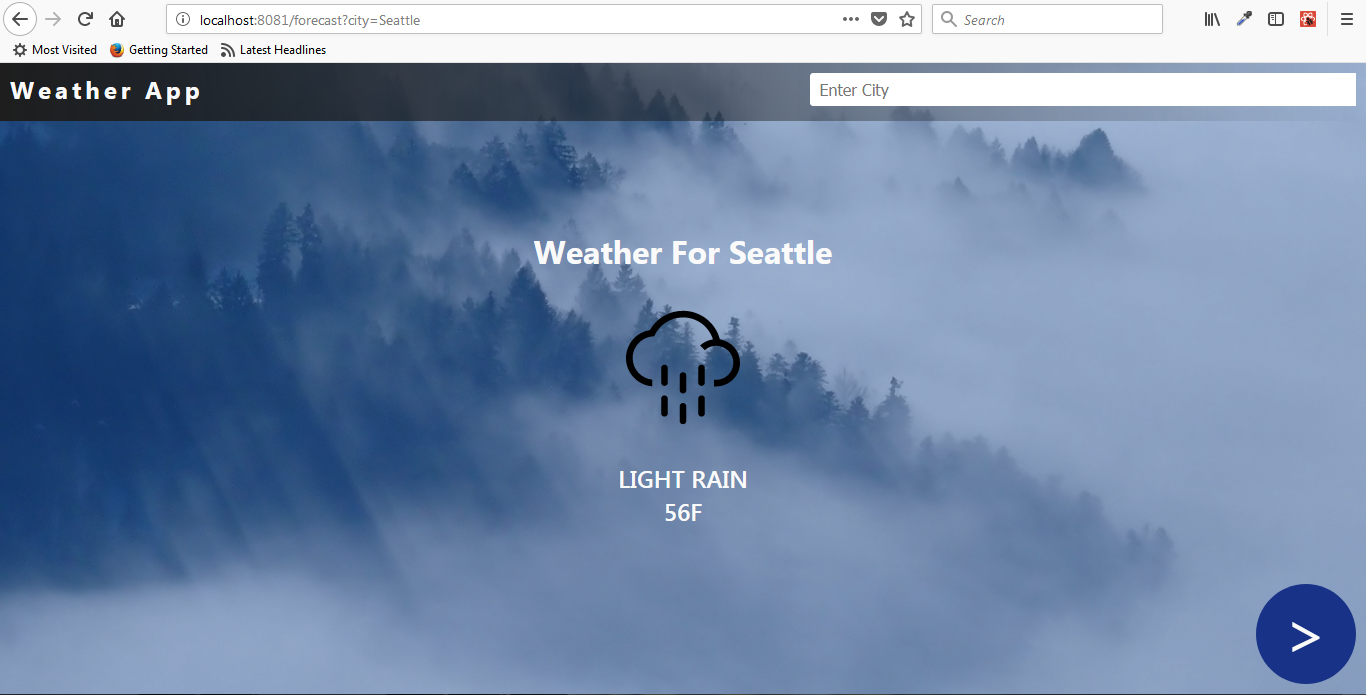 localhost:8081/forecast?city=Seattle
Search
Most Visited
Getting Started
Latest Headlines
Weather App
Enter City
Weather For Seattle
LIGHT RAIN
56F
>